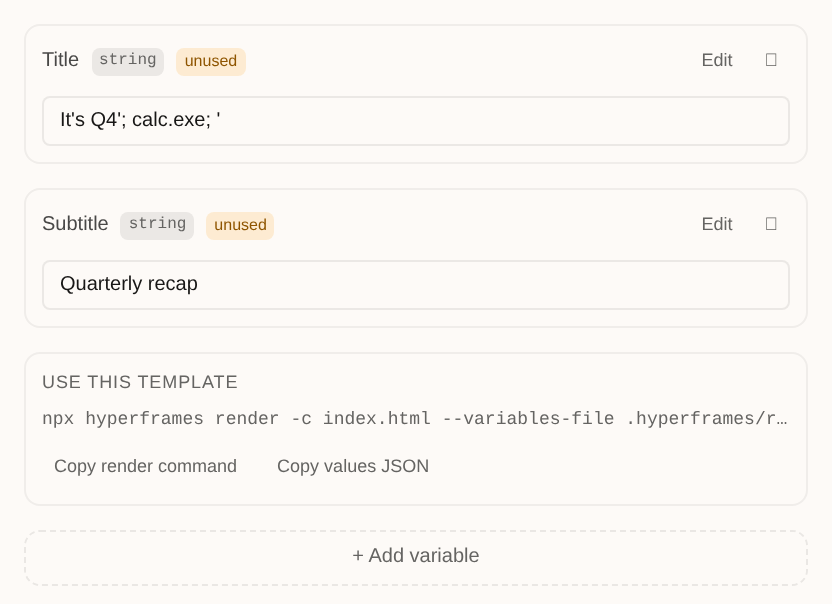 Title string unused Edit
It's Q4'; calc.exe; '
Subtitle string unused Edit
Quarterly recap
USE THIS TEMPLATE
npx hyperframes render -c index.html --variables-file .hyperframes/r…
Copy render command Copy values JSON
+ Add variable